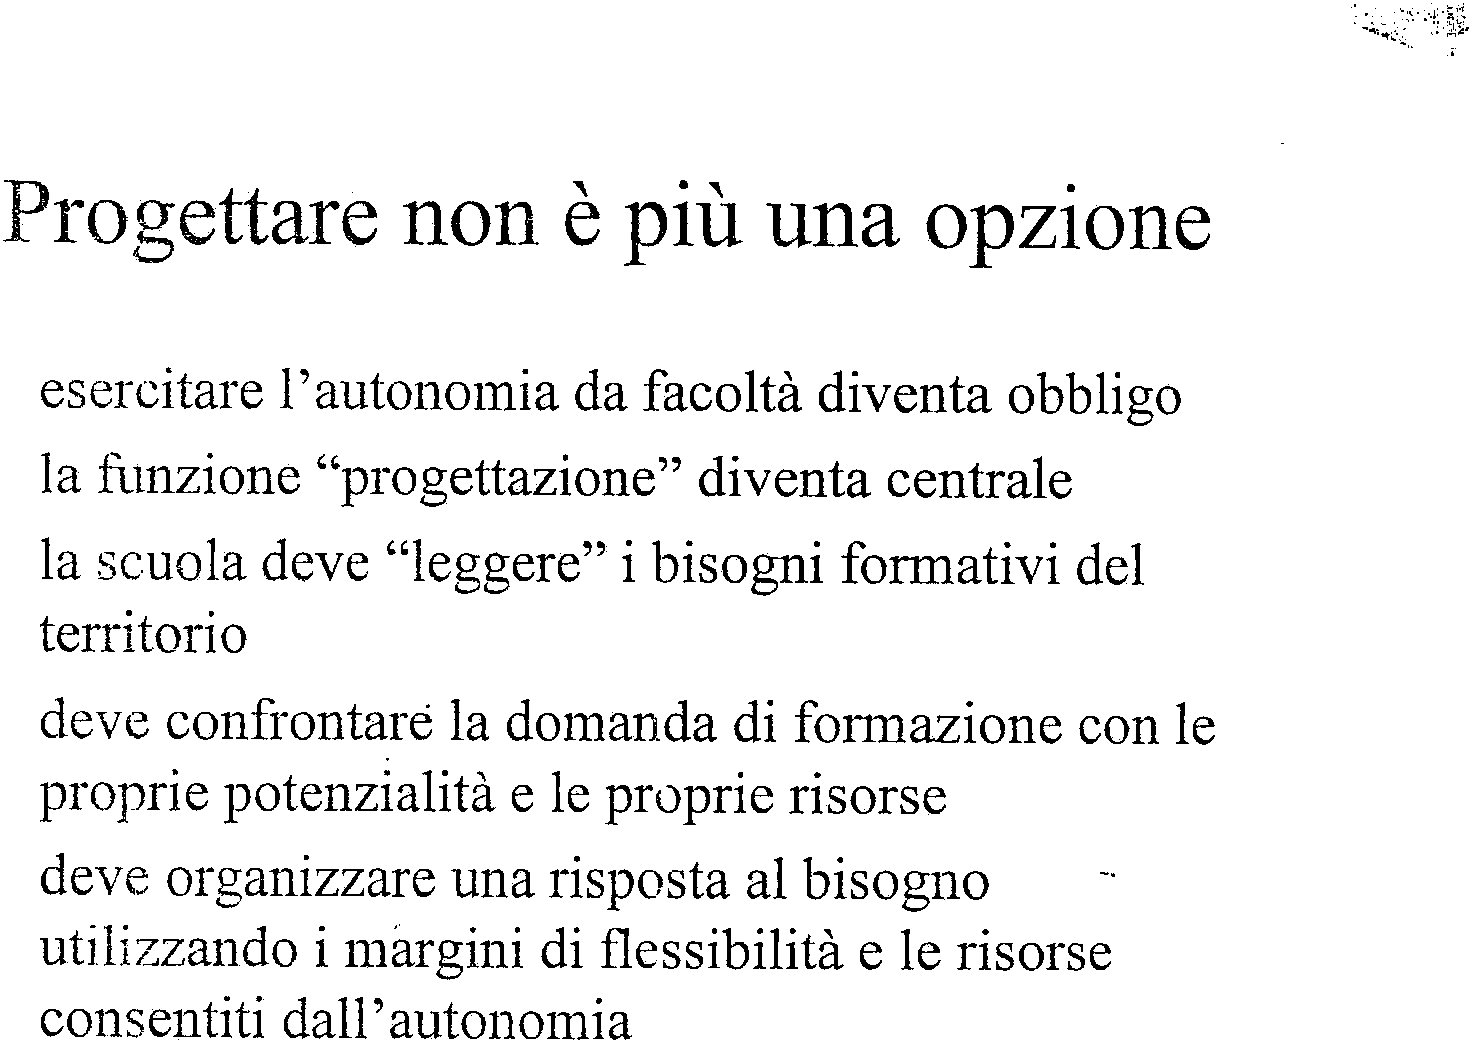 Progettare non è più una opzione
esercitare l’autonomia da facoltà diventa obbligo
la funzione “progettazione” diventa centrale
la scuola deve “leggere” i bisogni formativi del
territorio
deve confrontare la domanda di formazione con le
proprie potenzialità e le proprie risorse
deve organizzare una risposta al bisogno
utilizzando i margini di flessibilità e le risorse
consentiti dall’autonomia